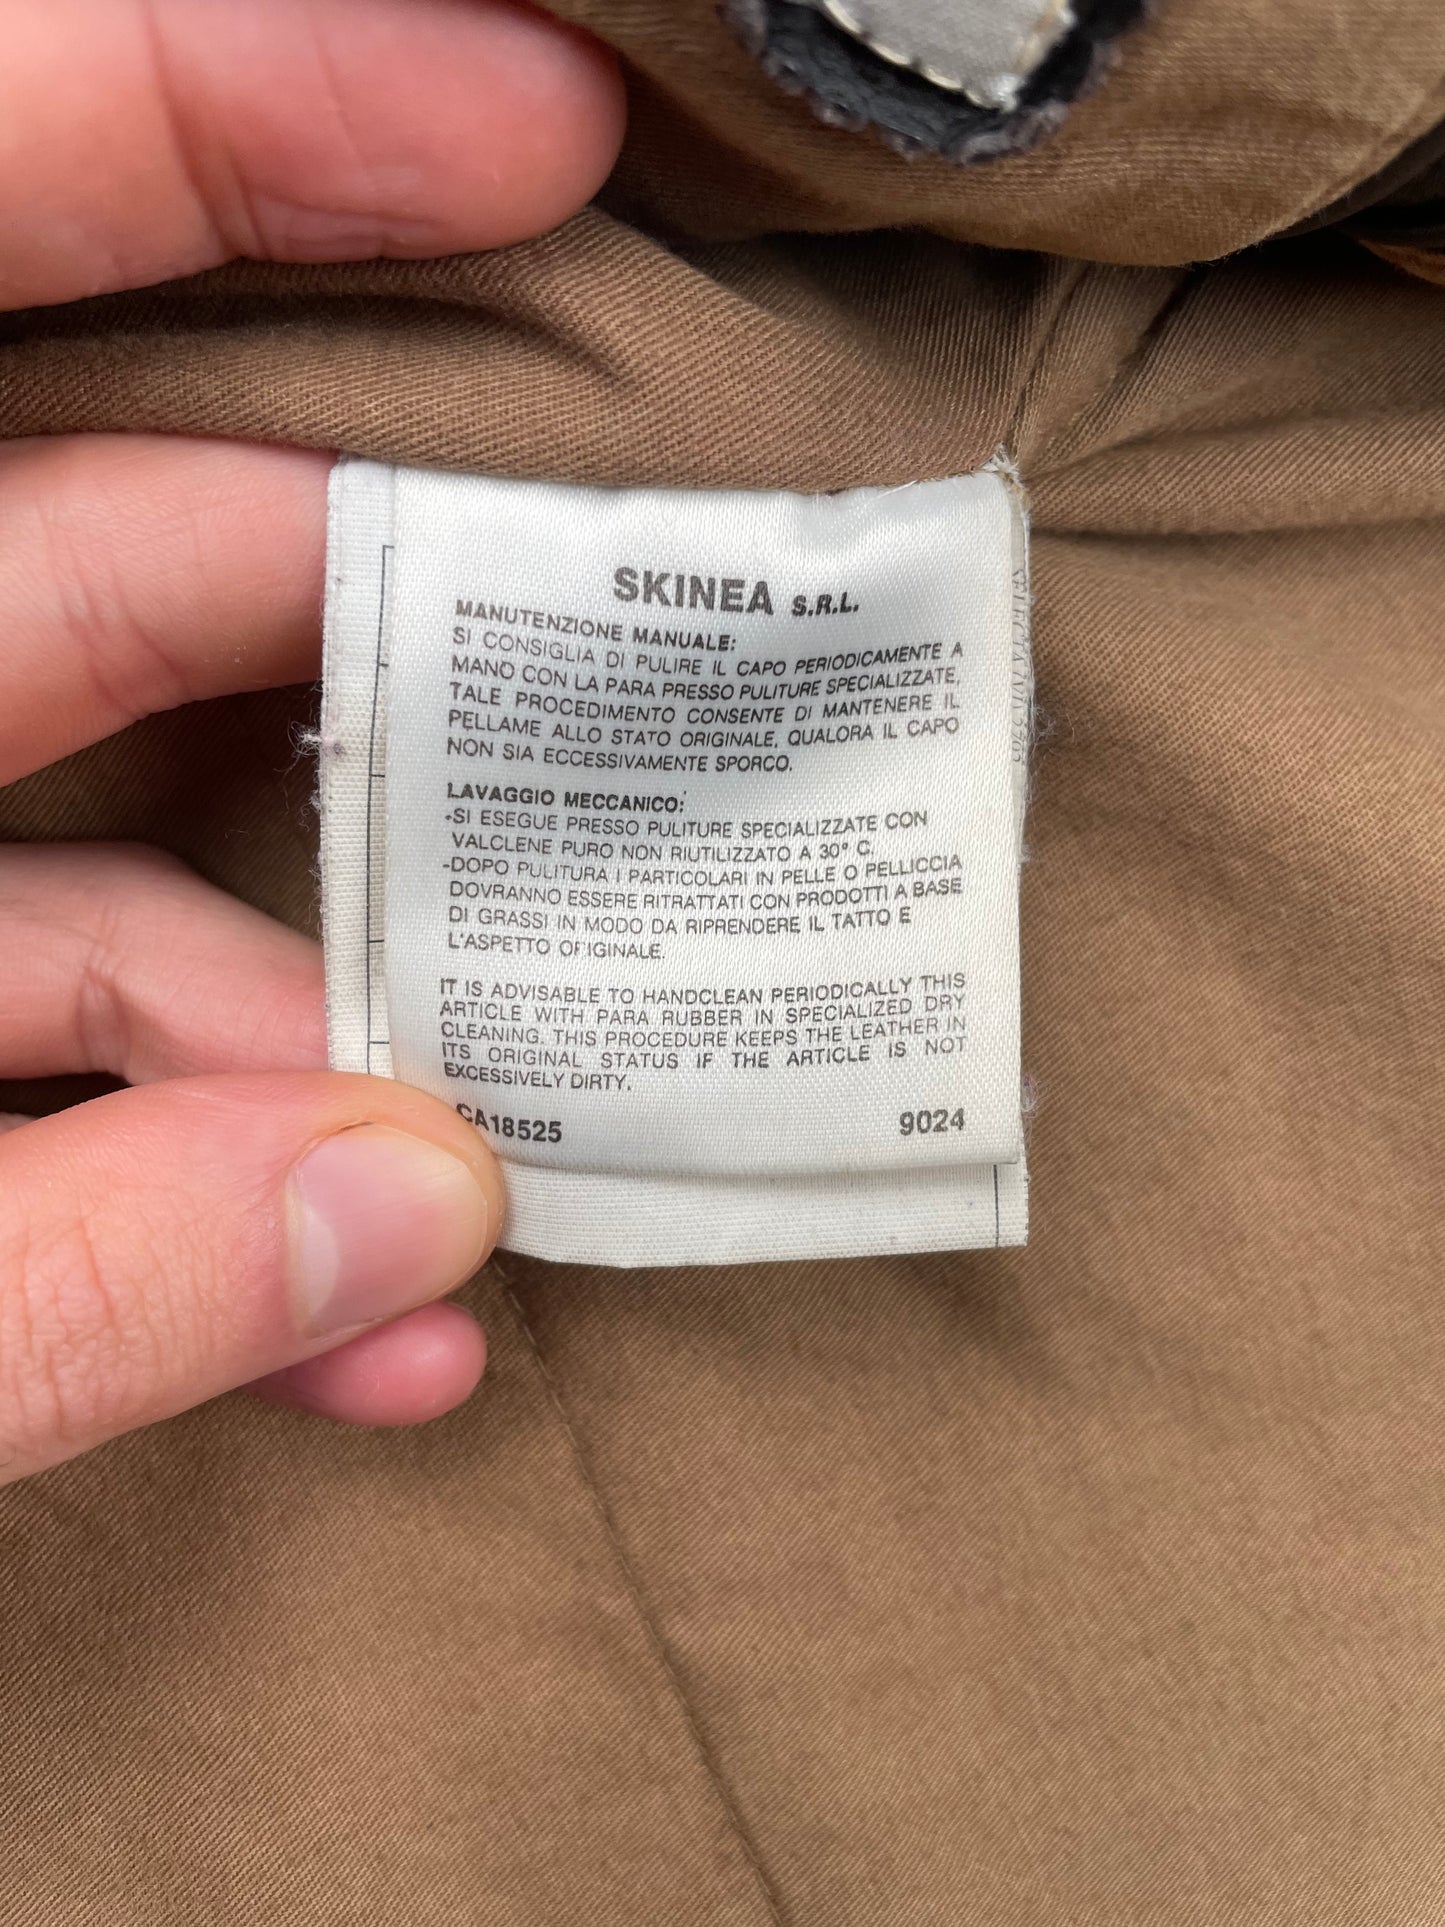 SKINEA S.R.L.
MANUTENZIONE MANUALE:
SI CONSIGLIA DI PULIRE IL CAPO PERIODICAMENTE A
MANO CON LA PARA PRESSO PULITURE SPECIALIZZATE,
TALE PROCEDIMENTO CONSENTE DI MANTENERE IL
PELLAME ALLO STATO ORIGINALE, QUALORA IL CAPO
NON SIA ECCESSIVAMENTE SPORCO.
LAVAGGIO MECCANICO:
-SI ESEGUE PRESSO PULITURE SPECIALIZZATE CON
VALCLENE PURO NON RIUTILIZZATO A 30° C.
-DOPO PULITURA I PARTICOLARI IN PELLE O PELLICCIA
DOVRANNO ESSERE RITRATTATI CON PRODOTTI A BASE
DI GRASSI IN MODO DA RIPRENDERE IL TATTO E
L'ASPETTO ORIGINALE.
IT IS ADVISABLE TO HANDCLEAN PERIODICALLY THIS
ARTICLE WITH PARA RUBBER IN SPECIALIZED DRY
CLEANING. THIS PROCEDURE KEEPS THE LEATHER IN
ITS ORIGINAL STATUS IF THE ARTICLE IS NOT
EXCESSIVELY DIRTY.
CA18525 9024